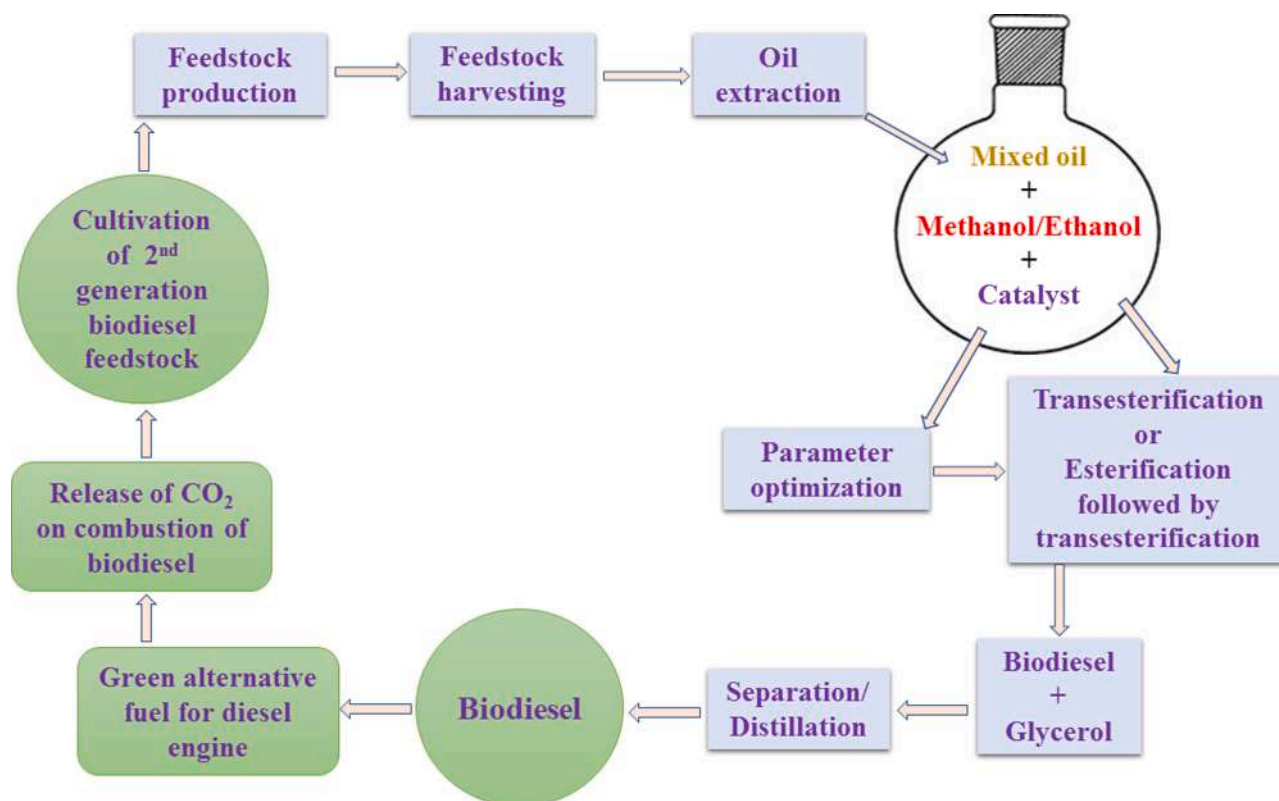 Feedstock
production
Feedstock
harvesting
Oil
extraction
Mixed oil
+
Methanol/Ethanol
+
Catalyst
Cultivation
of 2nd
generation
biodiesel
feedstock
Parameter
optimization
Transesterification
or
Esterification
followed by
transesterification
Release of CO₂
on combustion of
biodiesel
Green alternative
fuel for diesel
engine
Biodiesel
Separation/
Distillation
Biodiesel
+
Glycerol